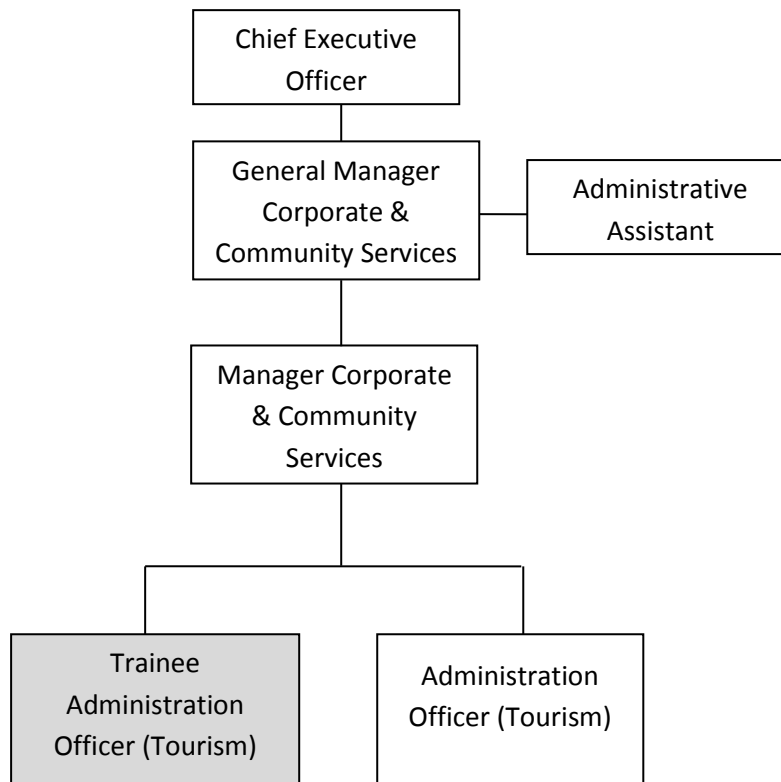 Chief Executive
Officer
General Manager
Corporate &
Community Services
Administrative
Assistant
Manager Corporate
& Community
Services
Trainee
Administration
Officer (Tourism)
Administration
Officer (Tourism)